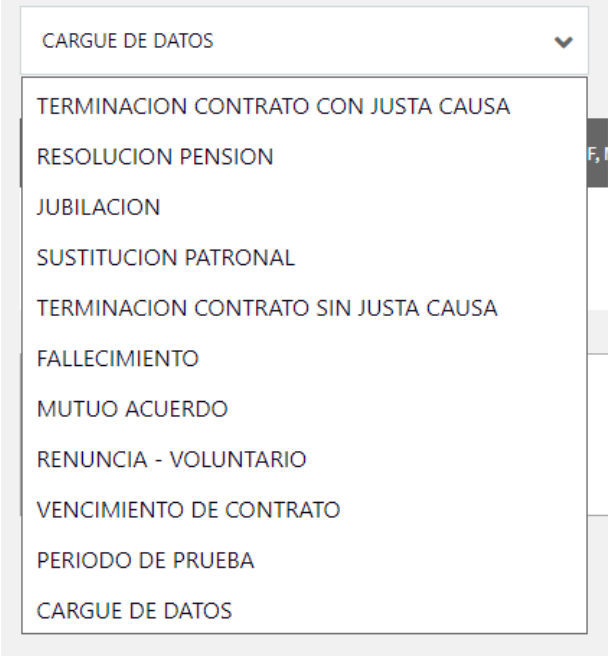 CARGUE DE DATOS
TERMINACION CONTRATO CON JUSTA CAUSA
RESOLUCION PENSION
JUBILACION
SUSTITUCION PATRONAL
TERMINACION CONTRATO SIN JUSTA CAUSA
FALLECIMIENTO
MUTUO ACUERDO
RENUNCIA - VOLUNTARIO
VENCIMIENTO DE CONTRATO
PERIODO DE PRUEBA
CARGUE DE DATOS